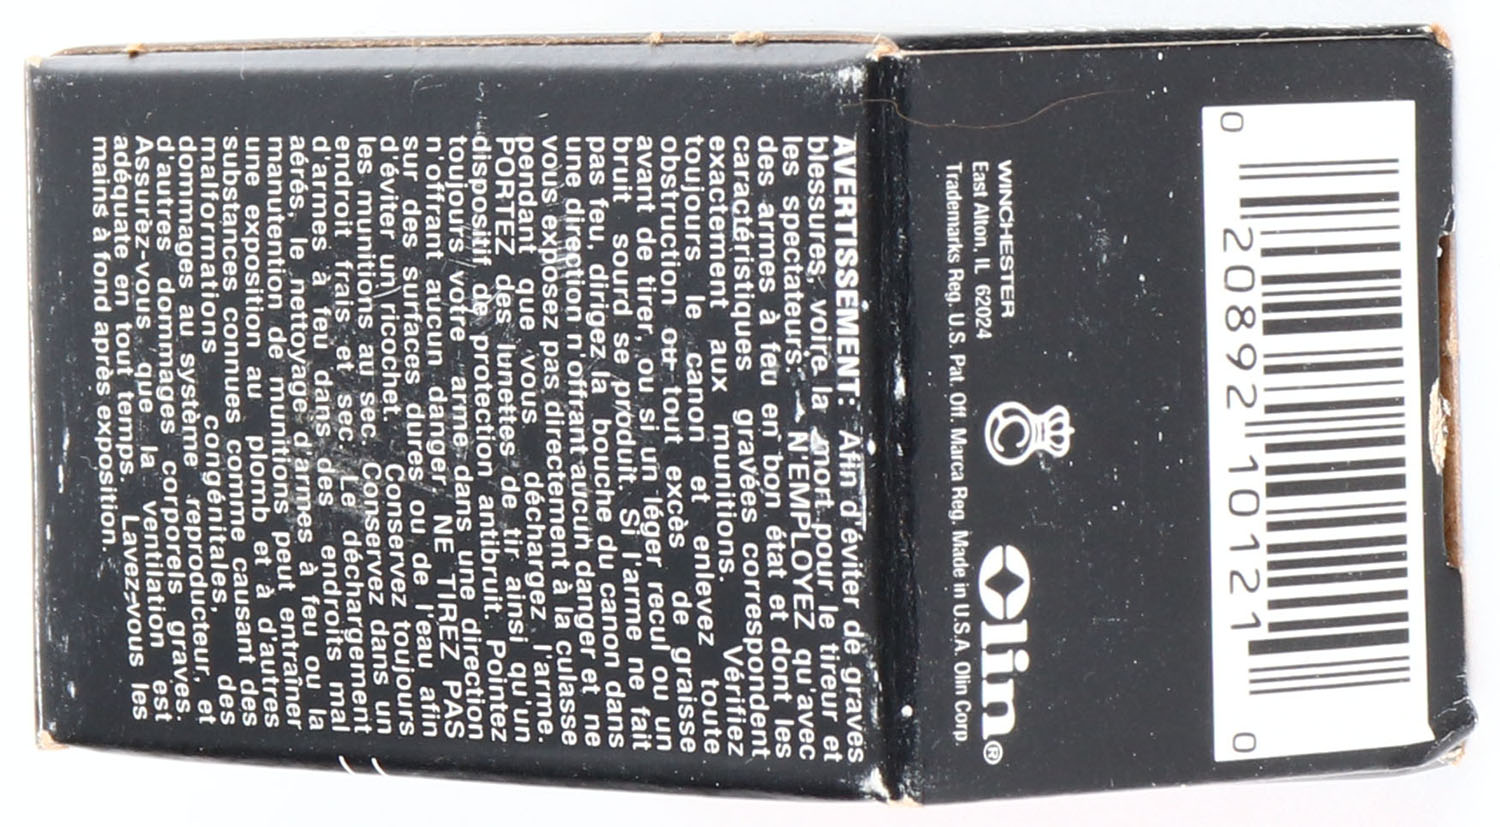 0 20892 10121 0
WINCHESTER
East Alton, IL 62024
Trademarks Reg. U.S. Pat. Off. Marca Reg. Made in U.S.A. Olin Corp.
Olin®
AVERTISSEMENT: Afin d'éviter de graves
blessures, voire la mort pour le tireur et
les spectateurs: N'EMPLOYEZ qu'avec
des armes à feu en bon état et dont les
caractéristiques gravées correspondent
exactement aux munitions. Vérifiez
toujours le canon et enlevez toute
obstruction ou tout excès de graisse
avant de tirer, ou si un léger recul ou un
bruit sourd se produit. Si l'arme ne fait
pas feu, dirigez la bouche du canon dans
une direction n'offrant aucun danger et ne
vous exposez pas directement à la culasse
pendant que vous déchargez l'arme.
PORTEZ des lunettes de tir ainsi qu'un
dispositif de protection antibruit. Pointez
toujours votre arme dans une direction
n'offrant aucun danger NE TIREZ PAS
sur des surfaces dures ou de l'eau afin
d'éviter un ricochet. Conservez toujours
les munitions au sec Conservez dans un
endroit frais et sec. Le déchargement
d'armes à feu dans des endroits mal
aérés, le nettoyage d'armes à feu ou la
manutention de munitions peut entraîner
une exposition au plomb et à d'autres
substances connues comme causant des
malformations congénitales, des
dommages au système reproducteur, et
d'autres dommages corporels graves.
Assurez-vous que la ventilation est
adéquate en tout temps. Lavez-vous les
mains à fond après exposition.